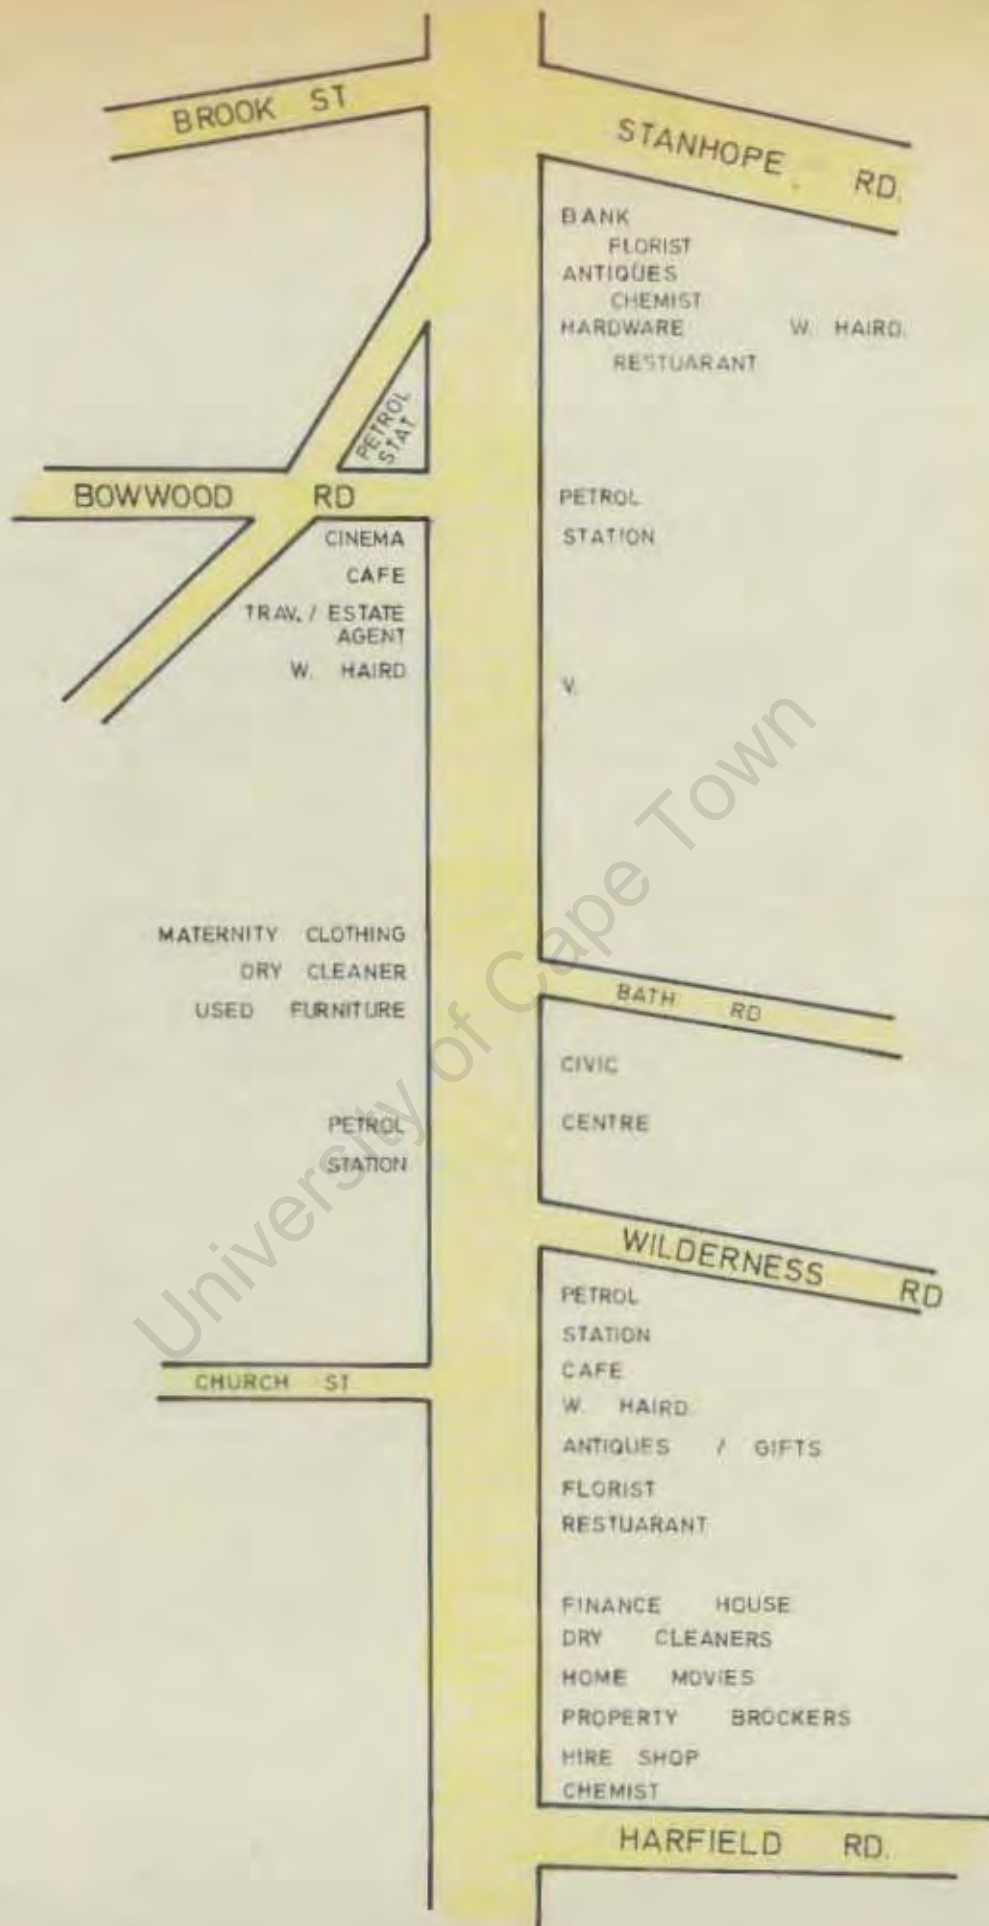 BROOK ST
STANHOPE RD.
BANK
FLORIST
ANTIQUES
CHEMIST
HARDWARE W. HAIRD.
RESTUARANT
PETROL
STAT
BOWWOOD RD
PETROL
STATION
CINEMA
CAFE
TRAV. / ESTATE
AGENT
W. HAIRD
V.
MATERNITY CLOTHING
DRY CLEANER
USED FURNITURE
BATH RD
CIVIC
CENTRE
PETROL
STATION
WILDERNESS RD
PETROL
STATION
CAFE
W. HAIRD.
ANTIQUES / GIFTS
FLORIST
RESTUARANT
CHURCH ST
FINANCE HOUSE
DRY CLEANERS
HOME MOVIES
PROPERTY BROCKERS
HIRE SHOP
CHEMIST
HARFIELD RD.
University of Cape Town